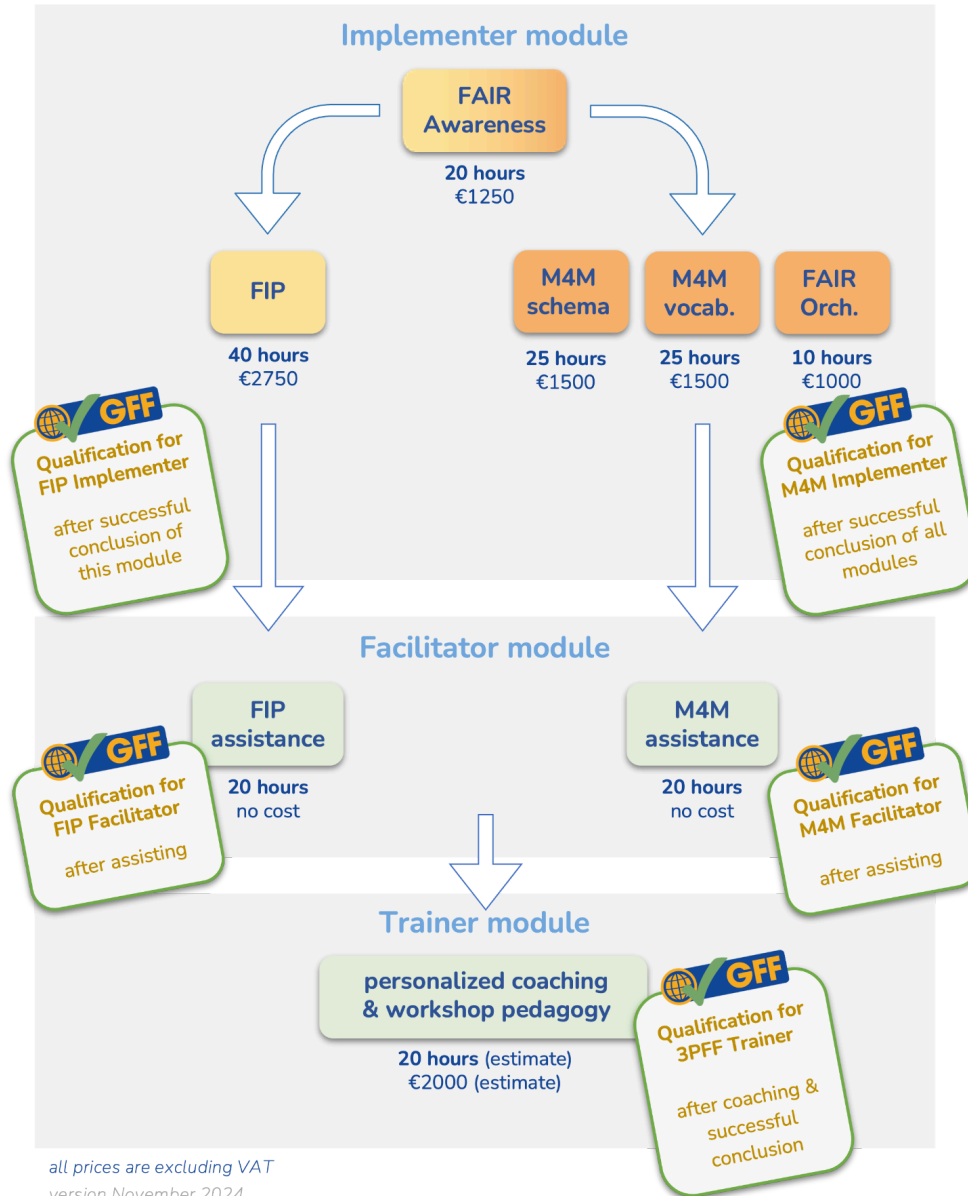 Implementer module
FAIR
Awareness
20 hours
€1250
FIP
40 hours
€2750
M4M
schema
25 hours
€1500
M4M
vocab.
25 hours
€1500
FAIR
Orch.
10 hours
€1000
GFF
Qualification for
FIP Implementer
after successful
conclusion of
this module
GFF
Qualification for
M4M Implementer
after successful
conclusion of all
modules
Facilitator module
FIP
assistance
20 hours
no cost
M4M
assistance
20 hours
no cost
GFF
Qualification for
FIP Facilitator
after assisting
GFF
Qualification for
M4M Facilitator
after assisting
Trainer module
personalized coaching
& workshop pedagogy
20 hours (estimate)
€2000 (estimate)
GFF
Qualification for
3PFF Trainer
after coaching &
successful
conclusion
all prices are excluding VAT
version November 2024